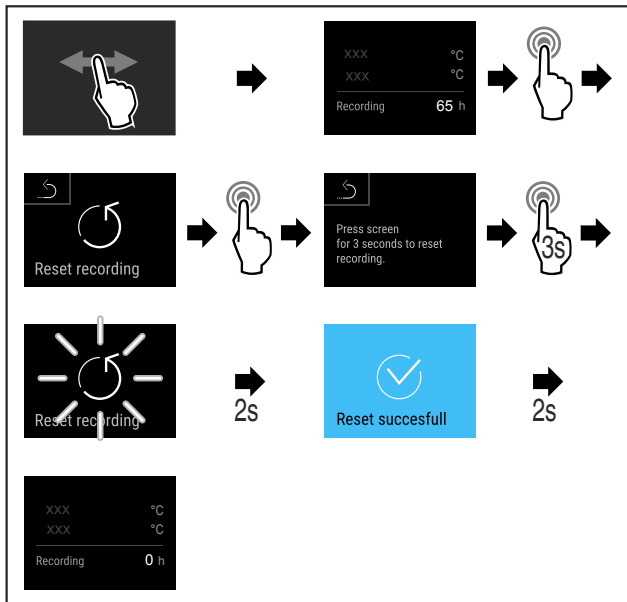 xxx °C
xxx °C
Recording 65 h
Reset recording
Press screen
for 3 seconds to reset
recording.
3s
Reset recording
2s
Reset succesfull
2s
xxx °C
xxx °C
Recording 0 h